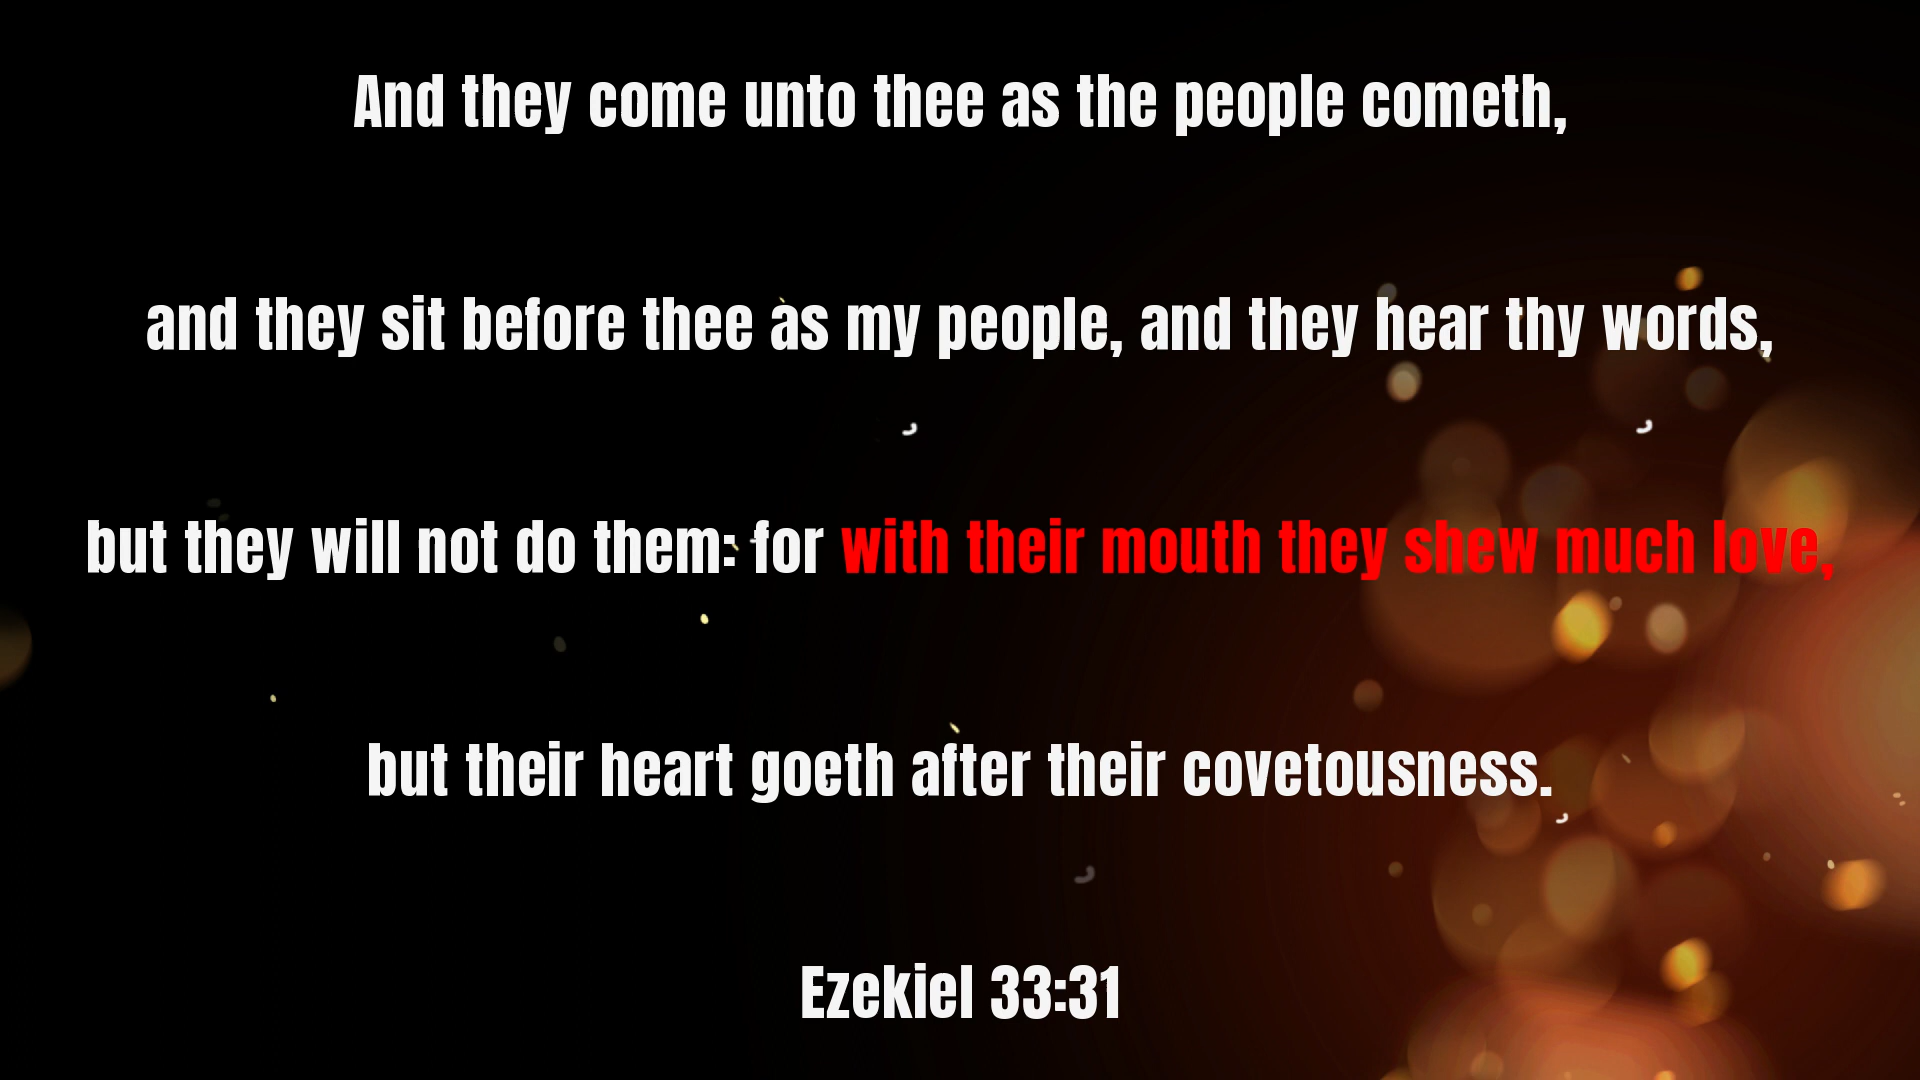 And they come unto thee as the people cometh,
and they sit before thee as my people, and they hear thy words,
but they will not do them: for with their mouth they shew much love,
but their heart goeth after their covetousness.
Ezekiel 33:31